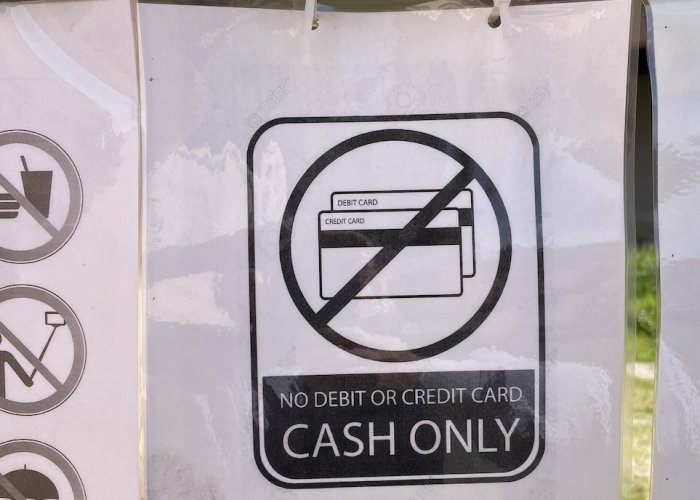 DEBIT CARD
CREDIT CARD
NO DEBIT OR CREDIT CARD
CASH ONLY